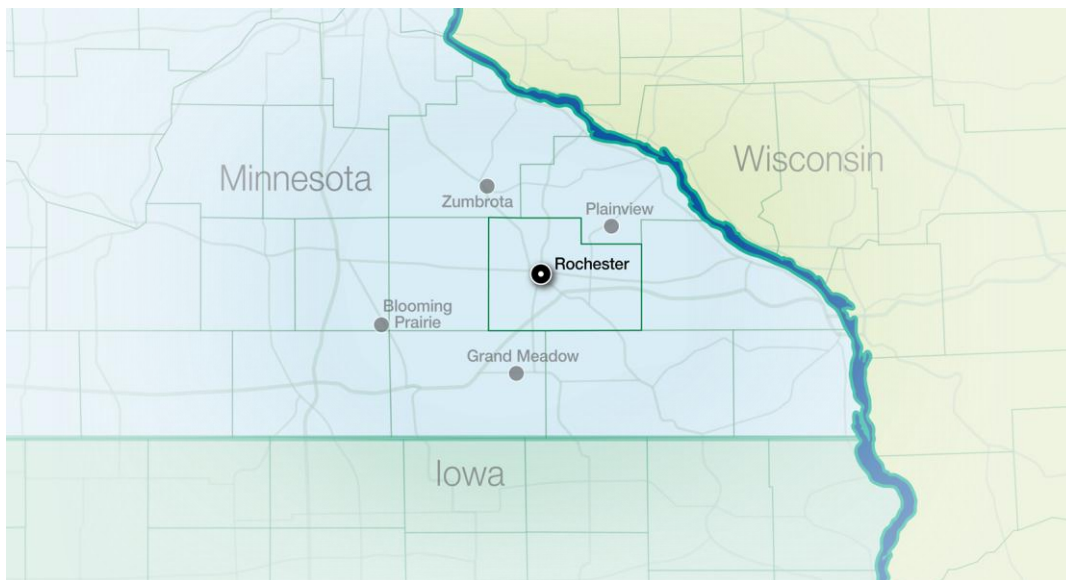 Minnesota
Wisconsin
Zumbrota
Plainview
Rochester
Blooming
Prairie
Grand Meadow
Iowa